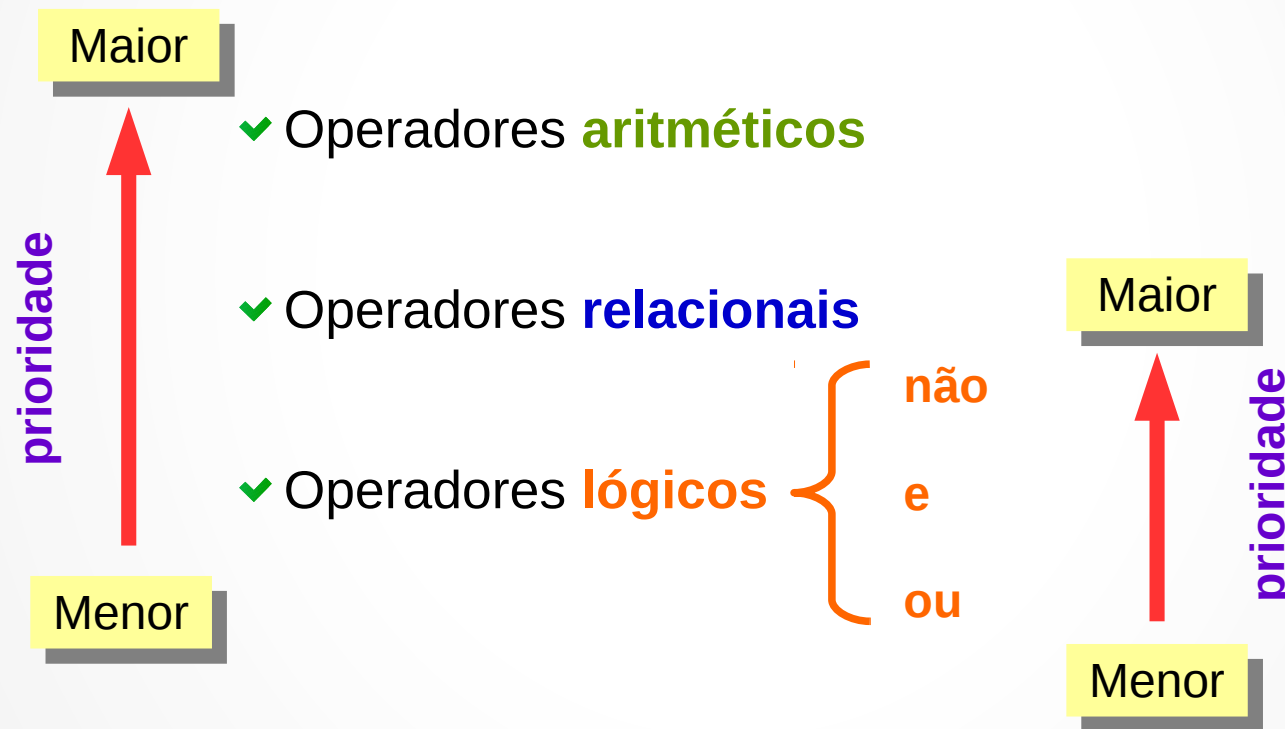 Maior
Operadores aritméticos
prioridade
Operadores relacionais
Maior
não
prioridade
Operadores lógicos
e
ou
Menor
Menor